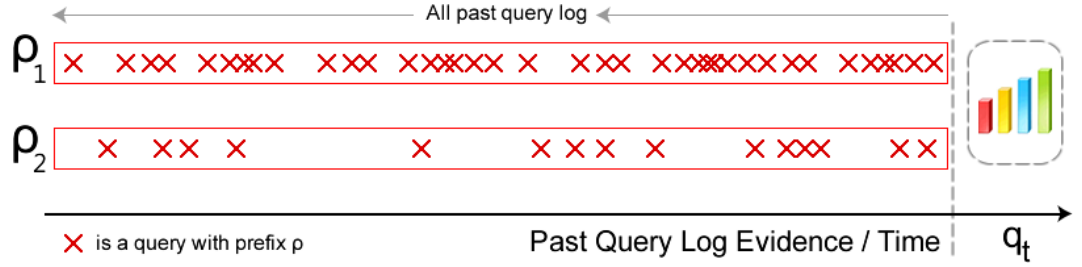 All past query log
ρ1
ρ2
is a query with prefix ρ
Past Query Log Evidence / Time
qt